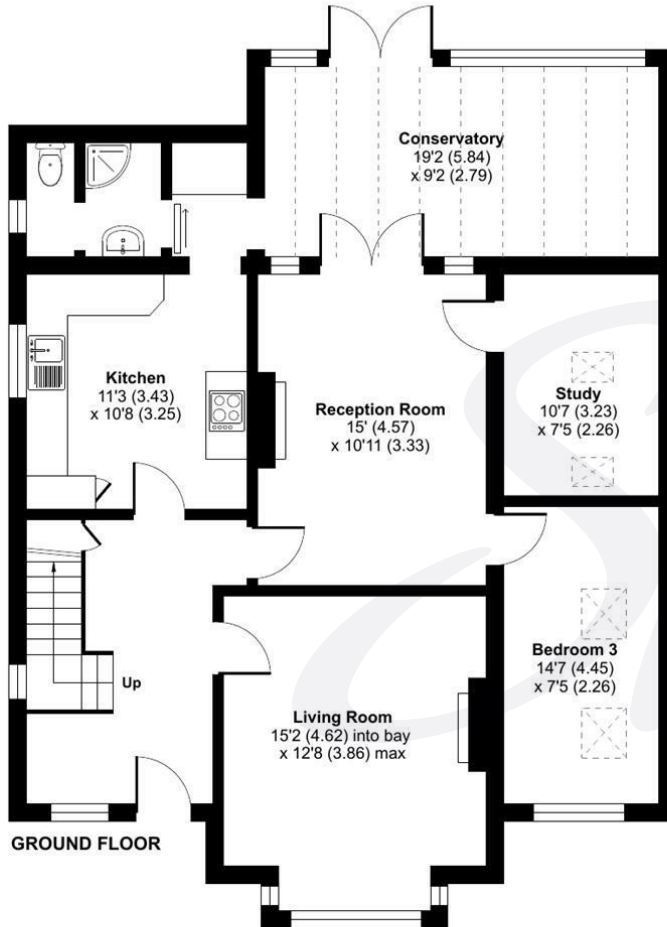 Conservatory
19'2 (5.84)
x 9'2 (2.79)
Kitchen
11'3 (3.43)
x 10'8 (3.25)
Reception Room
15' (4.57)
x 10'11 (3.33)
Study
10'7 (3.23)
x 7'5 (2.26)
Up
Living Room
15'2 (4.62) into bay
x 12'8 (3.86) max
Bedroom 3
14'7 (4.45)
x 7'5 (2.26)
GROUND FLOOR